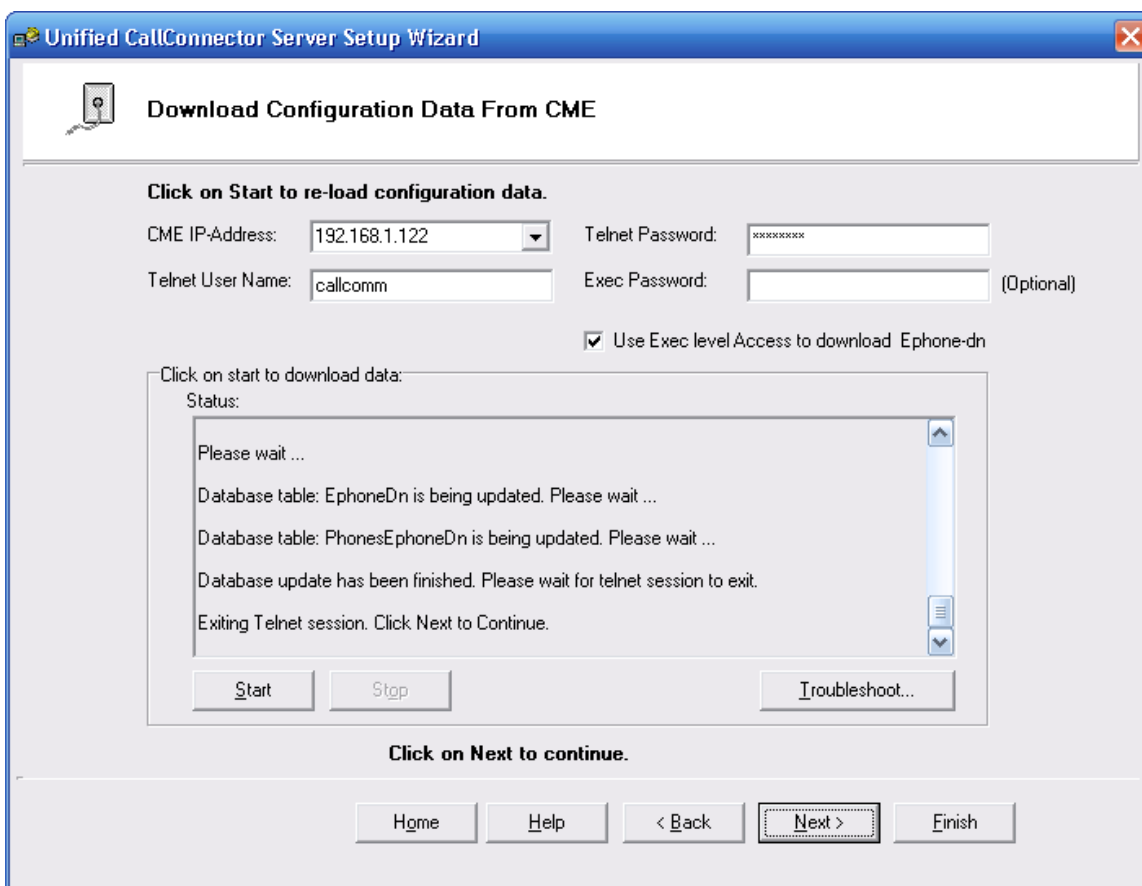 Unified CallConnector Server Setup Wizard
Download Configuration Data From CME
Click on Start to re-load configuration data.
CME IP-Address: 192.168.1.122 Telnet Password: ××××××××
Telnet User Name: callcomm Exec Password: (Optional)
Use Exec level Access to download Ephone-dn
Click on start to download data:
Status:
Please wait ...
Database table: EphoneDn is being updated. Please wait ...
Database table: PhonesEphoneDn is being updated. Please wait ...
Database update has been finished. Please wait for telnet session to exit.
Exiting Telnet session. Click Next to Continue.
Start Stop Troubleshoot...
Click on Next to continue.
Home Help < Back Next > Finish